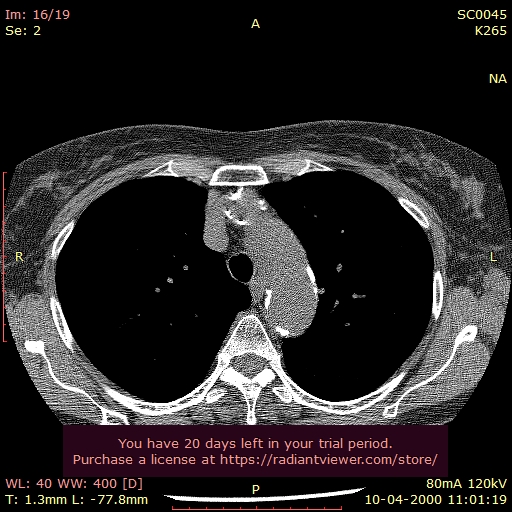 Im: 16/19
Se: 2
A
SC0045
K265
NA
R
L
You have 20 days left in your trial period.
Purchase a license at https://radiantviewer.com/store/
WL: 40 WW: 400 [D]
T: 1.3mm L: -77.8mm
P
80mA 120kV
10-04-2000 11:01:19